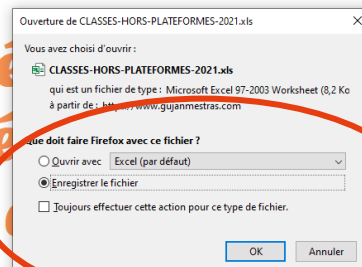 Ouverture de CLASSES-HORS-PLATEFORMES-2021.xls
Vous avez choisi d'ouvrir :
CLASSES-HORS-PLATEFORMES-2021.xls
qui est un fichier de type : Microsoft Excel 97-2003 Worksheet (8,2 Ko
à partir de : https://www.gujanmestras.com
Que doit faire Firefox avec ce fichier ?
Ouvrir avec Excel (par défaut)
Enregistrer le fichier
Toujours effectuer cette action pour ce type de fichier.
OK Annuler